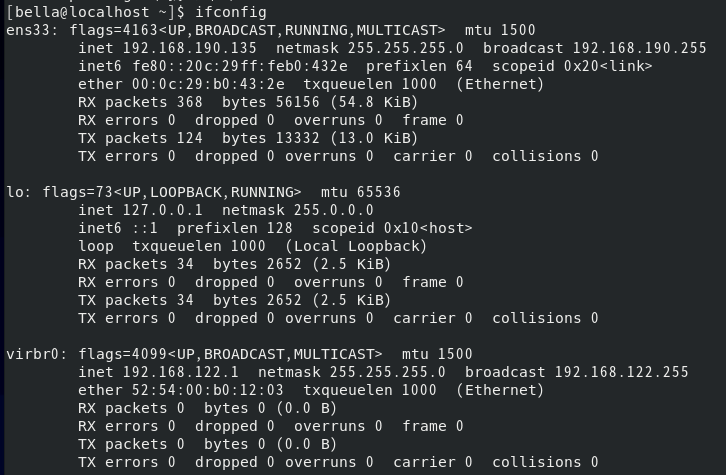 [bella@localhost ~]$ ifconfig
ens33: flags=4163<UP,BROADCAST,RUNNING,MULTICAST>  mtu 1500
        inet 192.168.190.135  netmask 255.255.255.0  broadcast 192.168.190.255
        inet6 fe80::20c:29ff:feb0:432e  prefixlen 64  scopeid 0x20<link>
        ether 00:0c:29:b0:43:2e  txqueuelen 1000  (Ethernet)
        RX packets 368  bytes 56156 (54.8 KiB)
        RX errors 0  dropped 0  overruns 0  frame 0
        TX packets 124  bytes 13332 (13.0 KiB)
        TX errors 0  dropped 0 overruns 0  carrier 0  collisions 0

lo: flags=73<UP,LOOPBACK,RUNNING>  mtu 65536
        inet 127.0.0.1  netmask 255.0.0.0
        inet6 ::1  prefixlen 128  scopeid 0x10<host>
        loop  txqueuelen 1000  (Local Loopback)
        RX packets 34  bytes 2652 (2.5 KiB)
        RX errors 0  dropped 0  overruns 0  frame 0
        TX packets 34  bytes 2652 (2.5 KiB)
        TX errors 0  dropped 0 overruns 0  carrier 0  collisions 0

virbr0: flags=4099<UP,BROADCAST,MULTICAST>  mtu 1500
        inet 192.168.122.1  netmask 255.255.255.0  broadcast 192.168.122.255
        ether 52:54:00:b0:12:03  txqueuelen 1000  (Ethernet)
        RX packets 0  bytes 0 (0.0 B)
        RX errors 0  dropped 0  overruns 0  frame 0
        TX packets 0  bytes 0 (0.0 B)
        TX errors 0  dropped 0 overruns 0  carrier 0  collisions 0